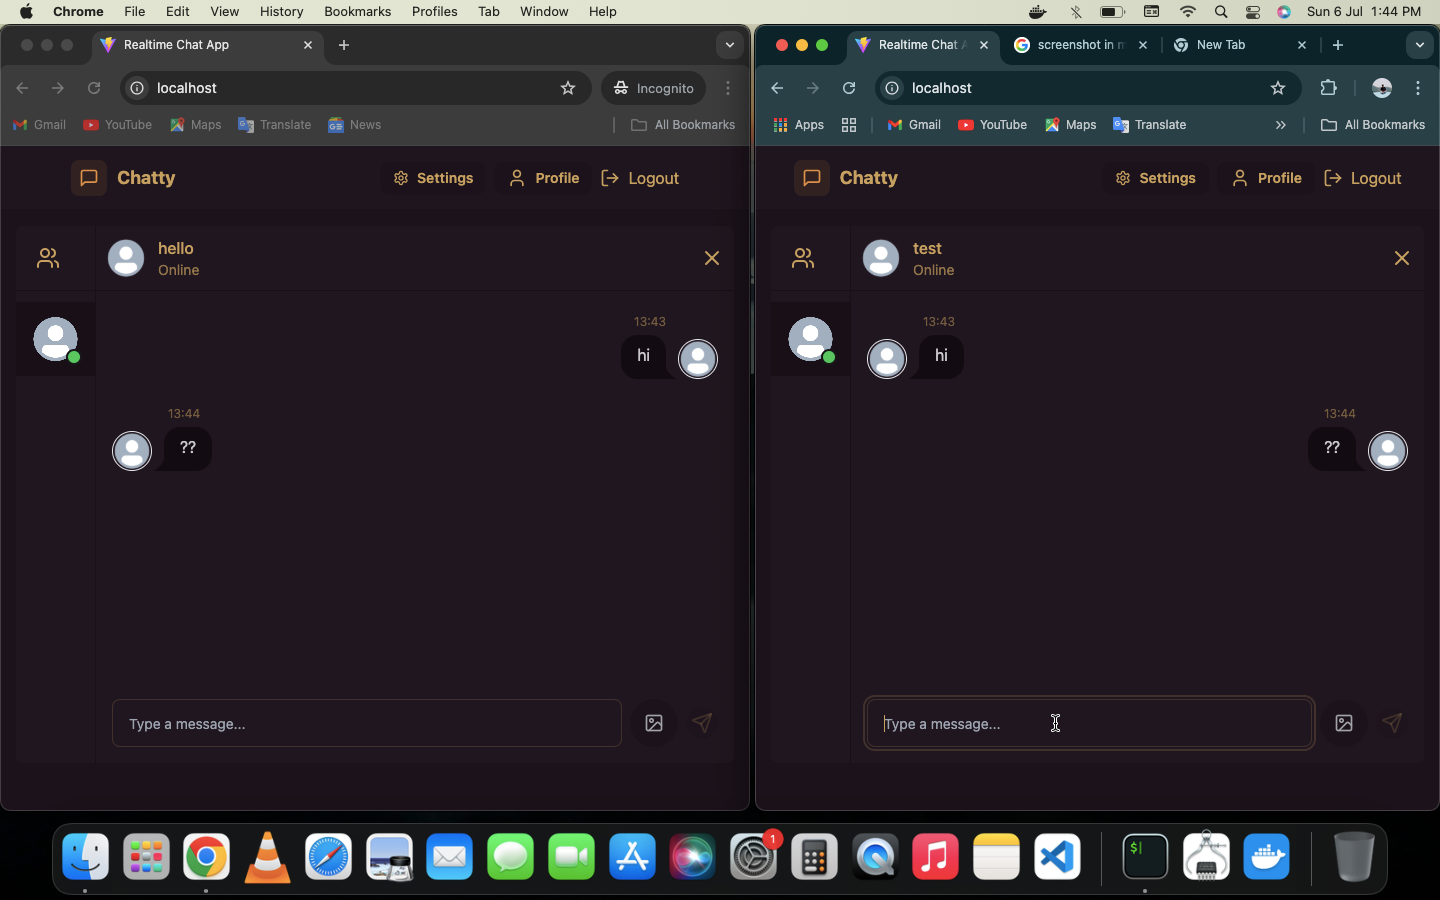 Chrome File Edit View History Bookmarks Profiles Tab Window Help Sun 6 Jul 1:44 PM
Realtime Chat App
localhost
Incognito
Gmail YouTube Maps Translate News All Bookmarks
Chatty Settings Profile Logout
hello
Online
13:43
hi
13:44
??
Type a message...
Realtime Chat screenshot in New Tab
localhost
Apps Gmail YouTube Maps Translate All Bookmarks
Chatty Settings Profile Logout
test
Online
13:43
hi
13:44
??
Type a message...
1
$